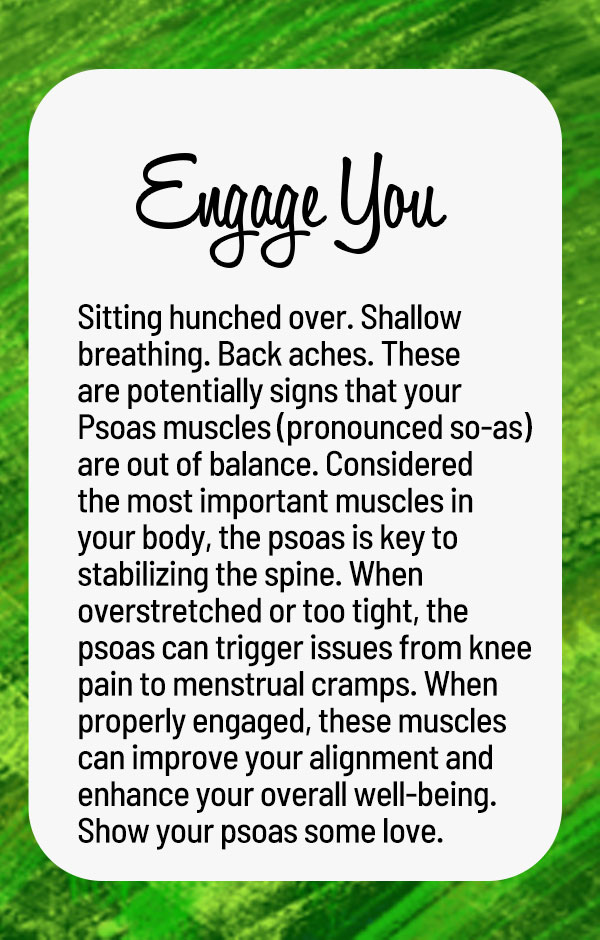 Engage You
Sitting hunched over. Shallow
breathing. Back aches. These
are potentially signs that your
Psoas muscles (pronounced so-as)
are out of balance. Considered
the most important muscles in
your body, the psoas is key to
stabilizing the spine. When
overstretched or too tight, the
psoas can trigger issues from knee
pain to menstrual cramps. When
properly engaged, these muscles
can improve your alignment and
enhance your overall well-being.
Show your psoas some love.